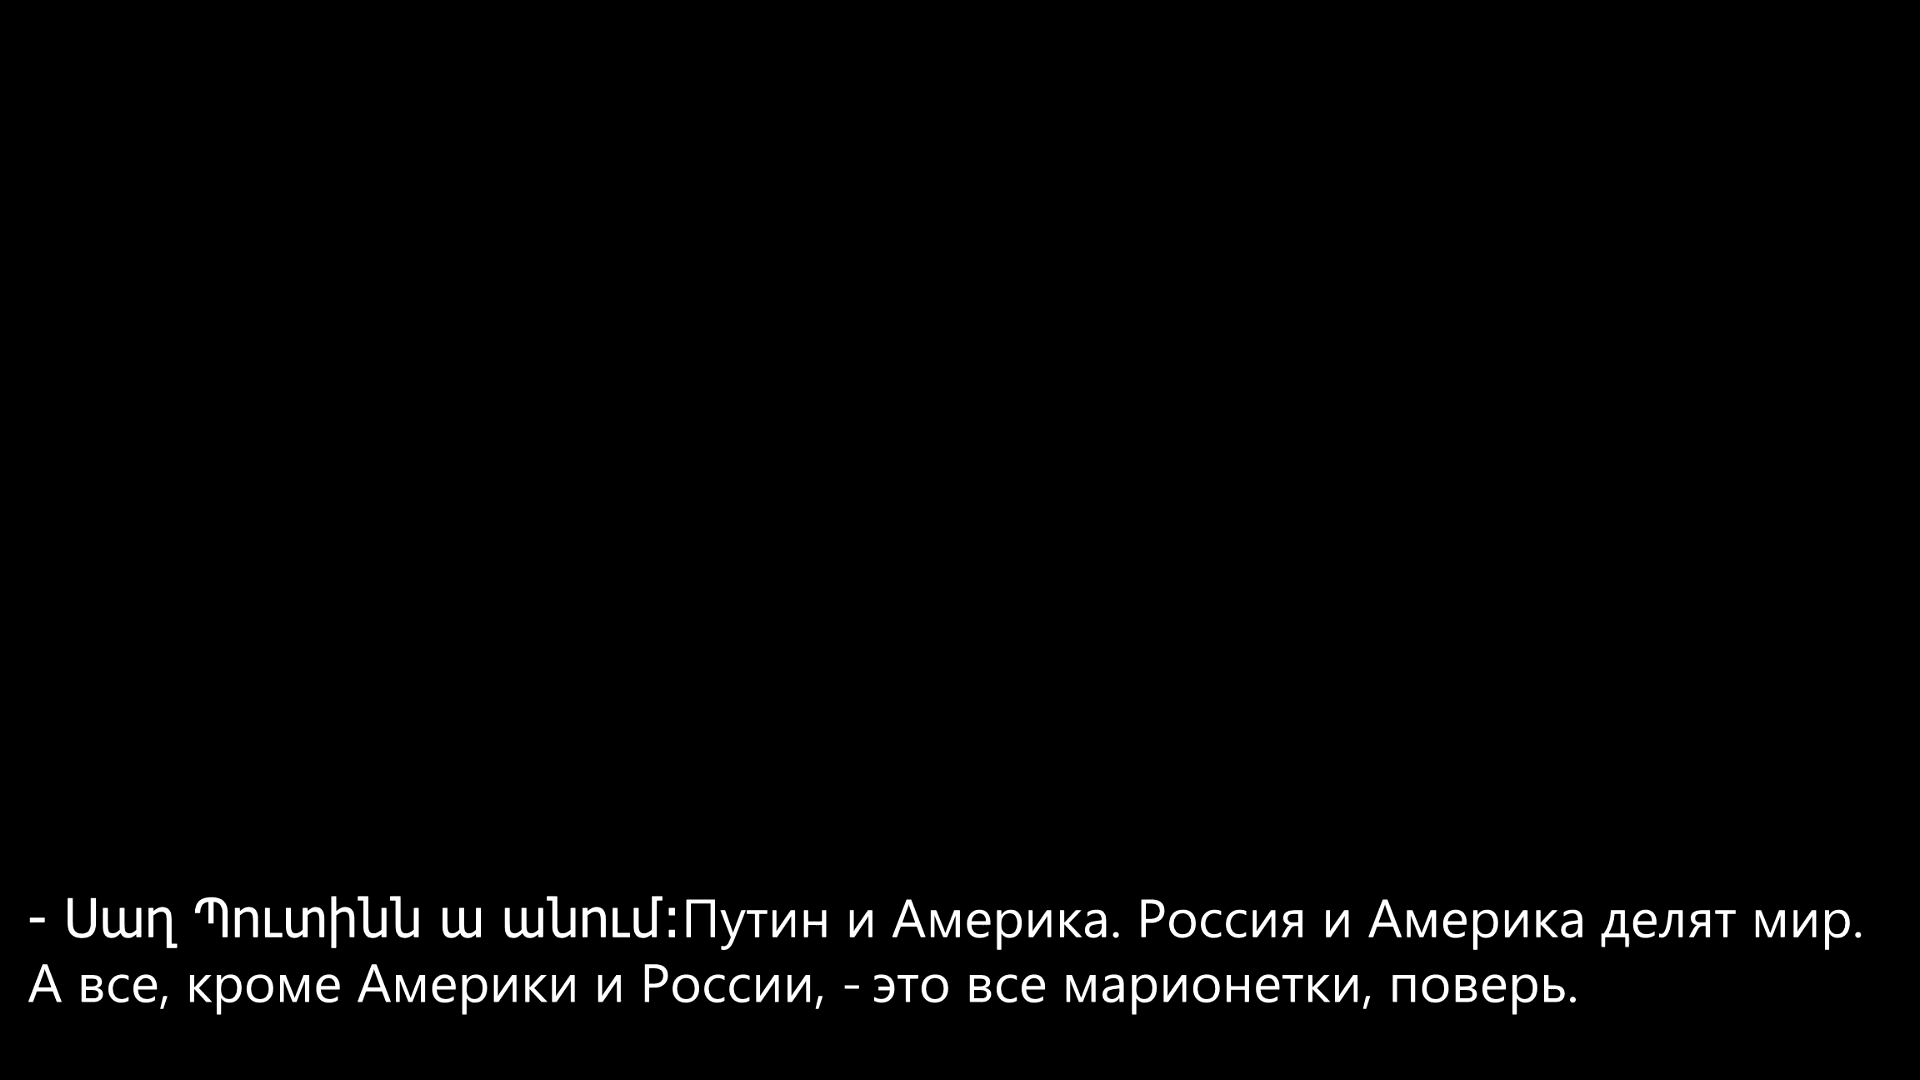 - Սաղ Պուտինն ա անում:Путин и Америка. Россия и Америка делят мир.
А все, кроме Америки и России, - это все марионетки, поверь.